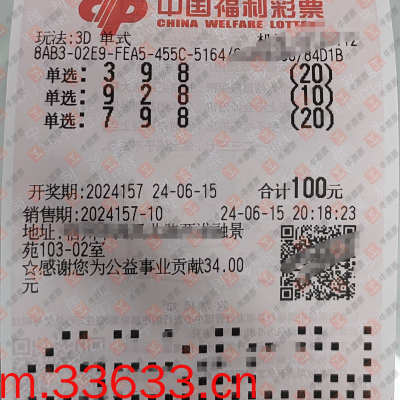 中国福利彩票
CHINA WELFARE LOTTERY
玩法:3D 单式
8AB3-02E9-FEA5-455C-5164/ /84D1B
单选: 3 9 8 (20)
单选: 9 2 8 (10)
单选: 7 9 8 (20)
开奖期:2024157 24-06-15 合计100元
销售期:2024157-10 24-06-15 20:18:23
地址:
苑103-02室
☆感谢您为公益事业贡献34.00
元
m.33633.cn